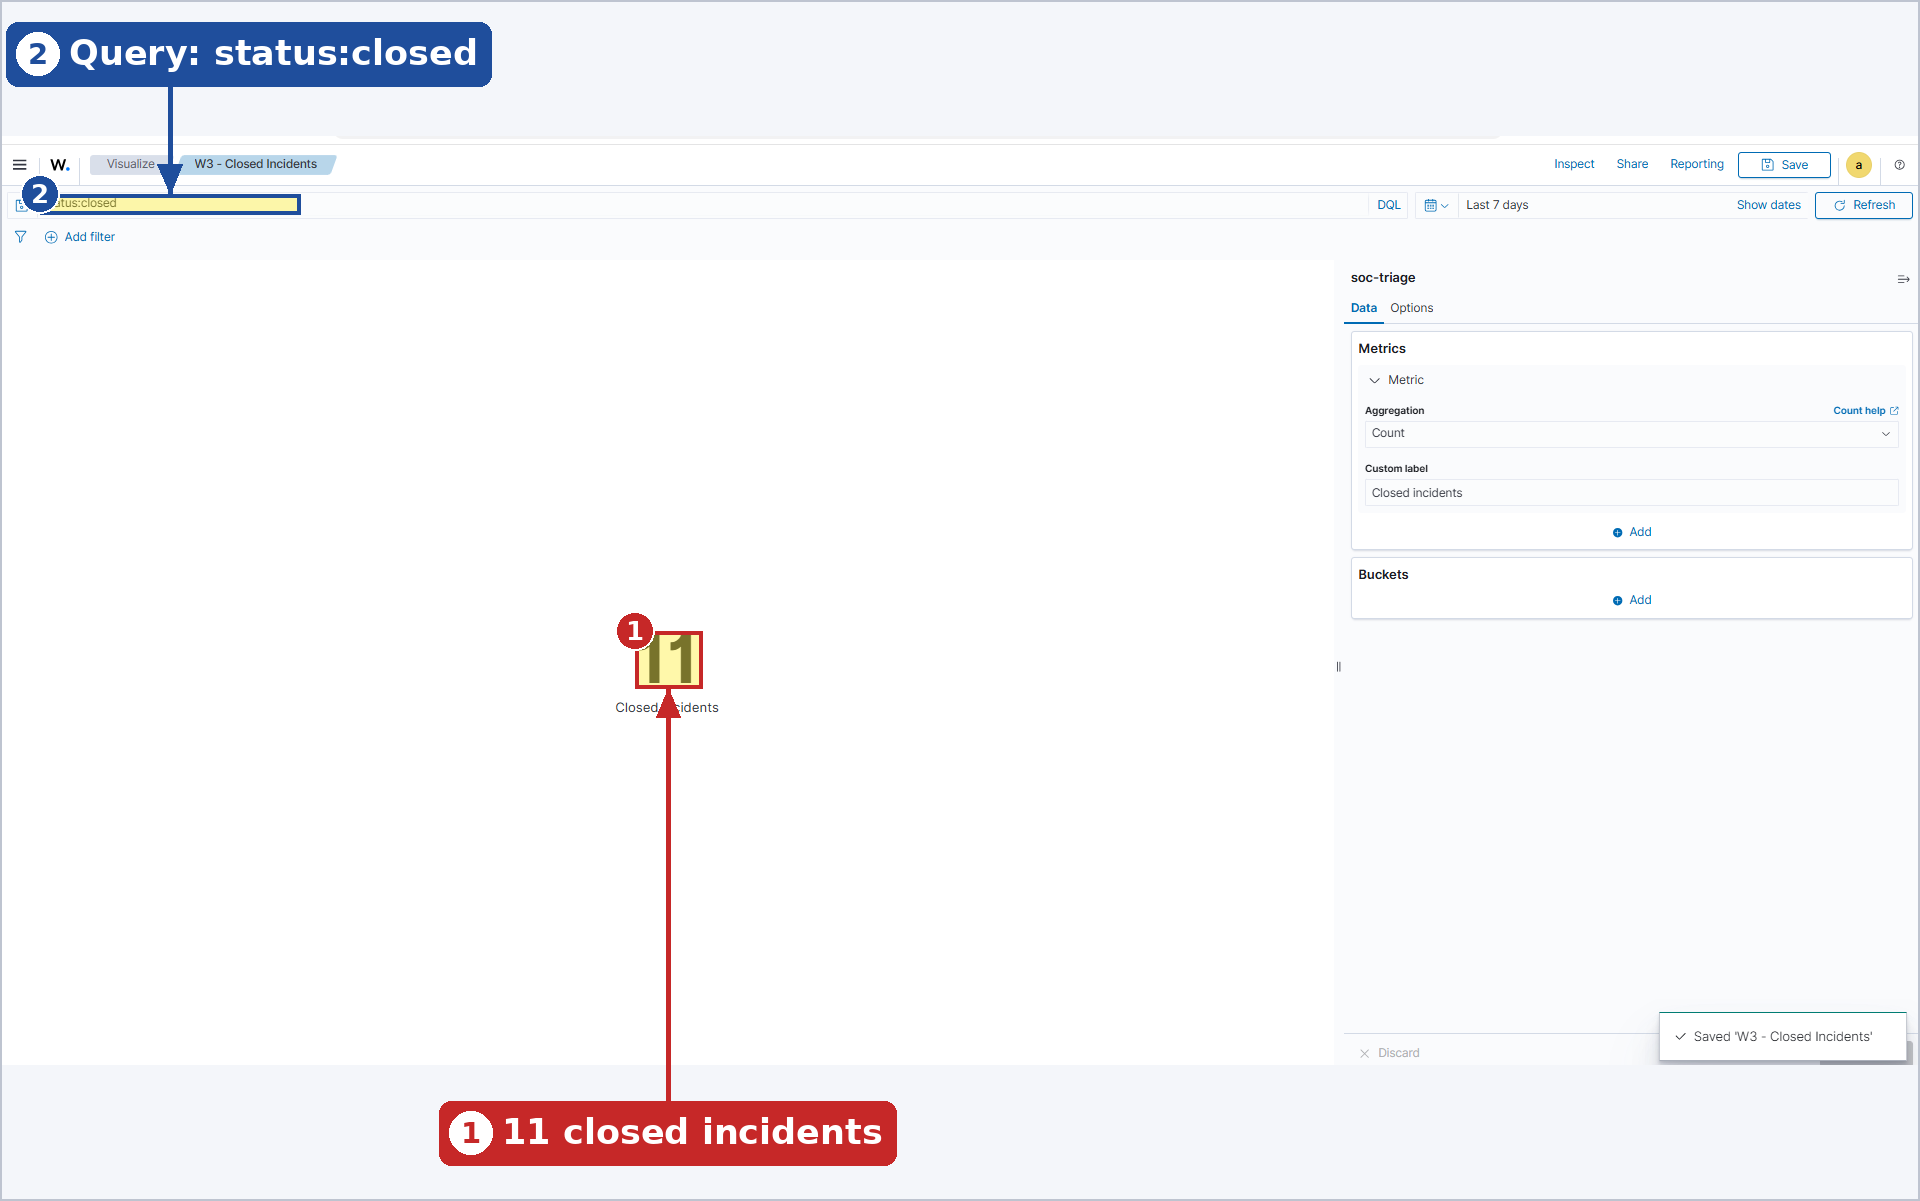 2 Query: status:closed
W. Visualize W3 - Closed Incidents Inspect Share Reporting Save a
2 atus:closed DQL Last 7 days Show dates Refresh
Add filter
soc-triage
Data Options
Metrics
Metric
Aggregation Count help
Count
Custom label
Closed incidents
Add
Buckets
Add
1
11
Closed cidents
Saved 'W3 - Closed Incidents'
Discard
1 11 closed incidents